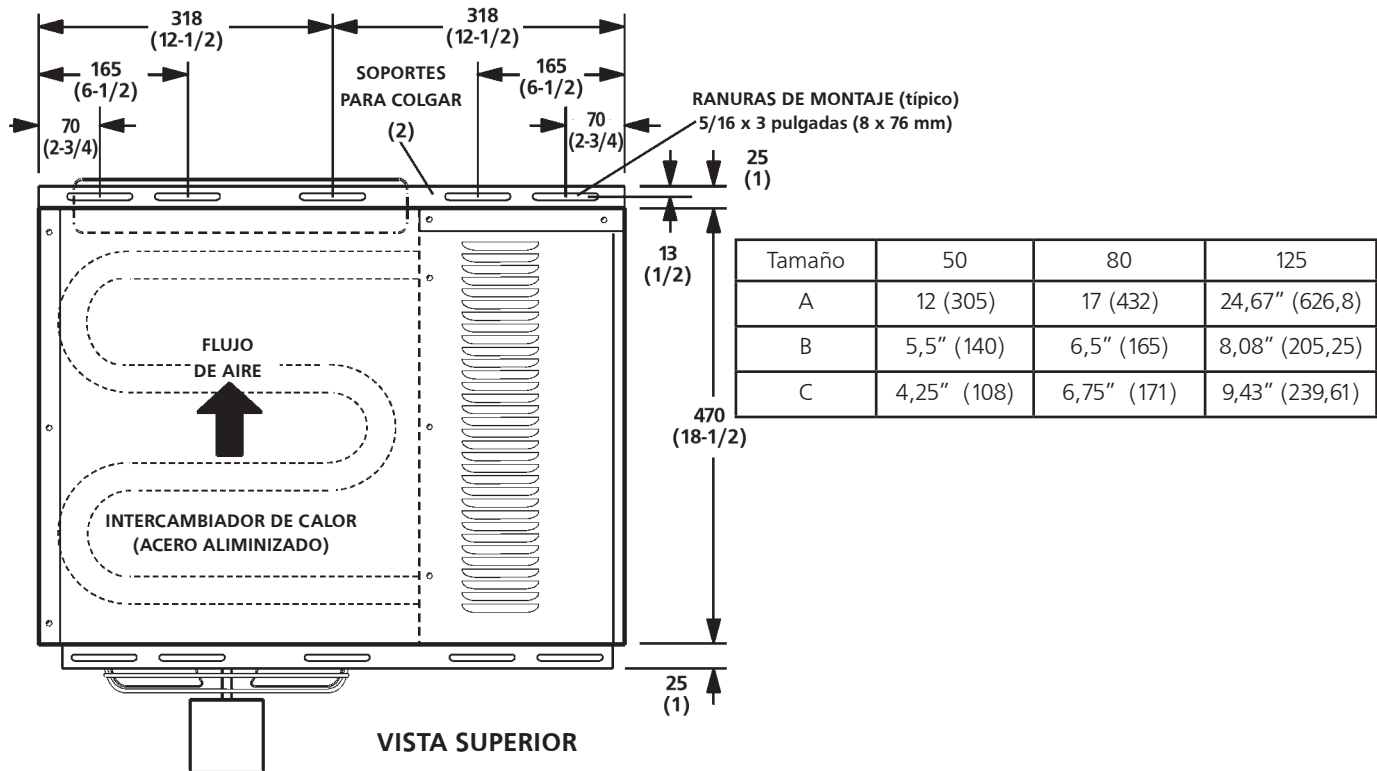 318
(12-1/2)
318
(12-1/2)
165
(6-1/2)
165
(6-1/2)
SOPORTES
PARA COLGAR
(2)
70
(2-3/4)
70
(2-3/4)
RANURAS DE MONTAJE (típico)
5/16 x 3 pulgadas (8 x 76 mm)
25
(1)
13
(1/2)
Tamaño 50 80 125
A 12 (305) 17 (432) 24,67” (626,8)
B 5,5” (140) 6,5” (165) 8,08” (205,25)
C 4,25” (108) 6,75” (171) 9,43” (239,61)
FLUJO
DE AIRE
470
(18-1/2)
INTERCAMBIADOR DE CALOR
(ACERO ALIMINIZADO)
25
(1)
VISTA SUPERIOR